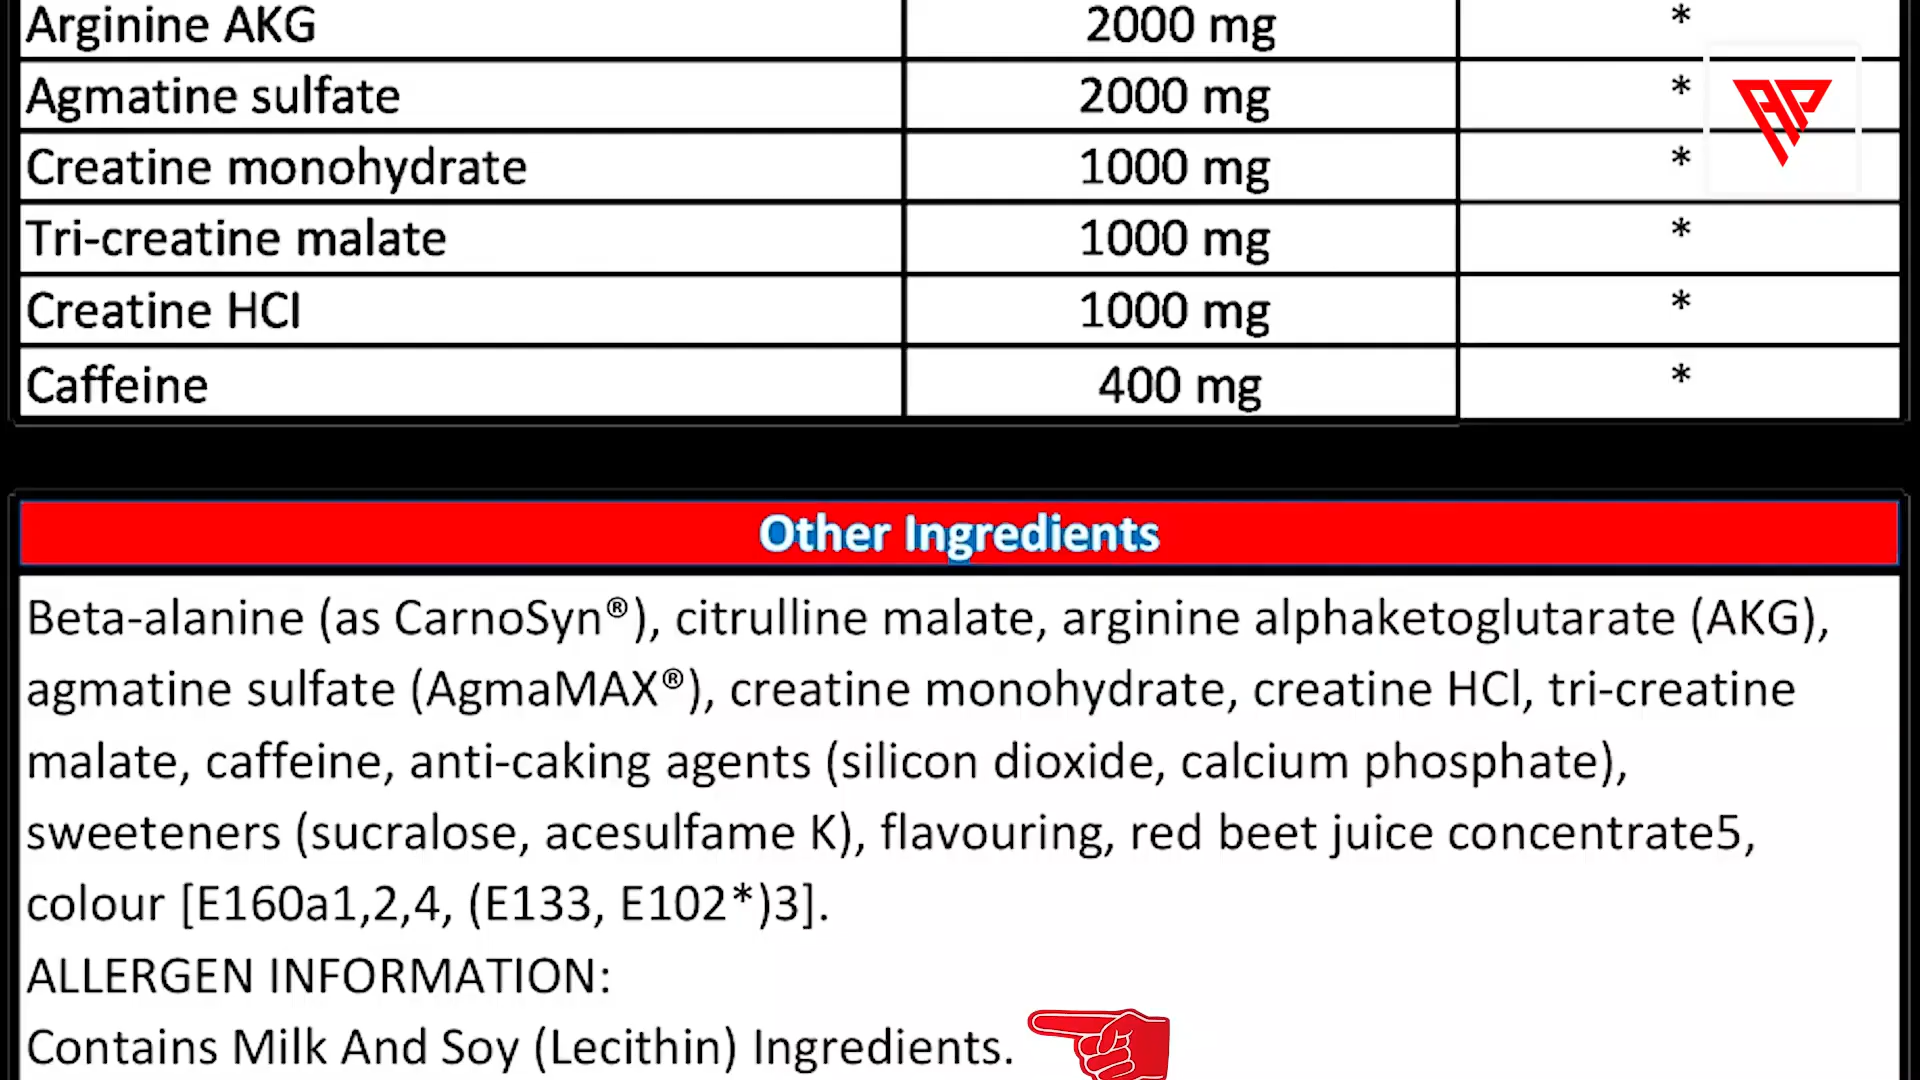 Arginine AKG 2000 mg *
Agmatine sulfate 2000 mg *
Creatine monohydrate 1000 mg *
Tri-creatine malate 1000 mg *
Creatine HCl 1000 mg *
Caffeine 400 mg *
AP
Other Ingredients
Beta-alanine (as CarnoSyn®), citrulline malate, arginine alphaketoglutarate (AKG),
agmatine sulfate (AgmaMAX®), creatine monohydrate, creatine HCl, tri-creatine
malate, caffeine, anti-caking agents (silicon dioxide, calcium phosphate),
sweeteners (sucralose, acesulfame K), flavouring, red beet juice concentrate5,
colour [E160a1,2,4, (E133, E102*)3].
ALLERGEN INFORMATION:
Contains Milk And Soy (Lecithin) Ingredients.